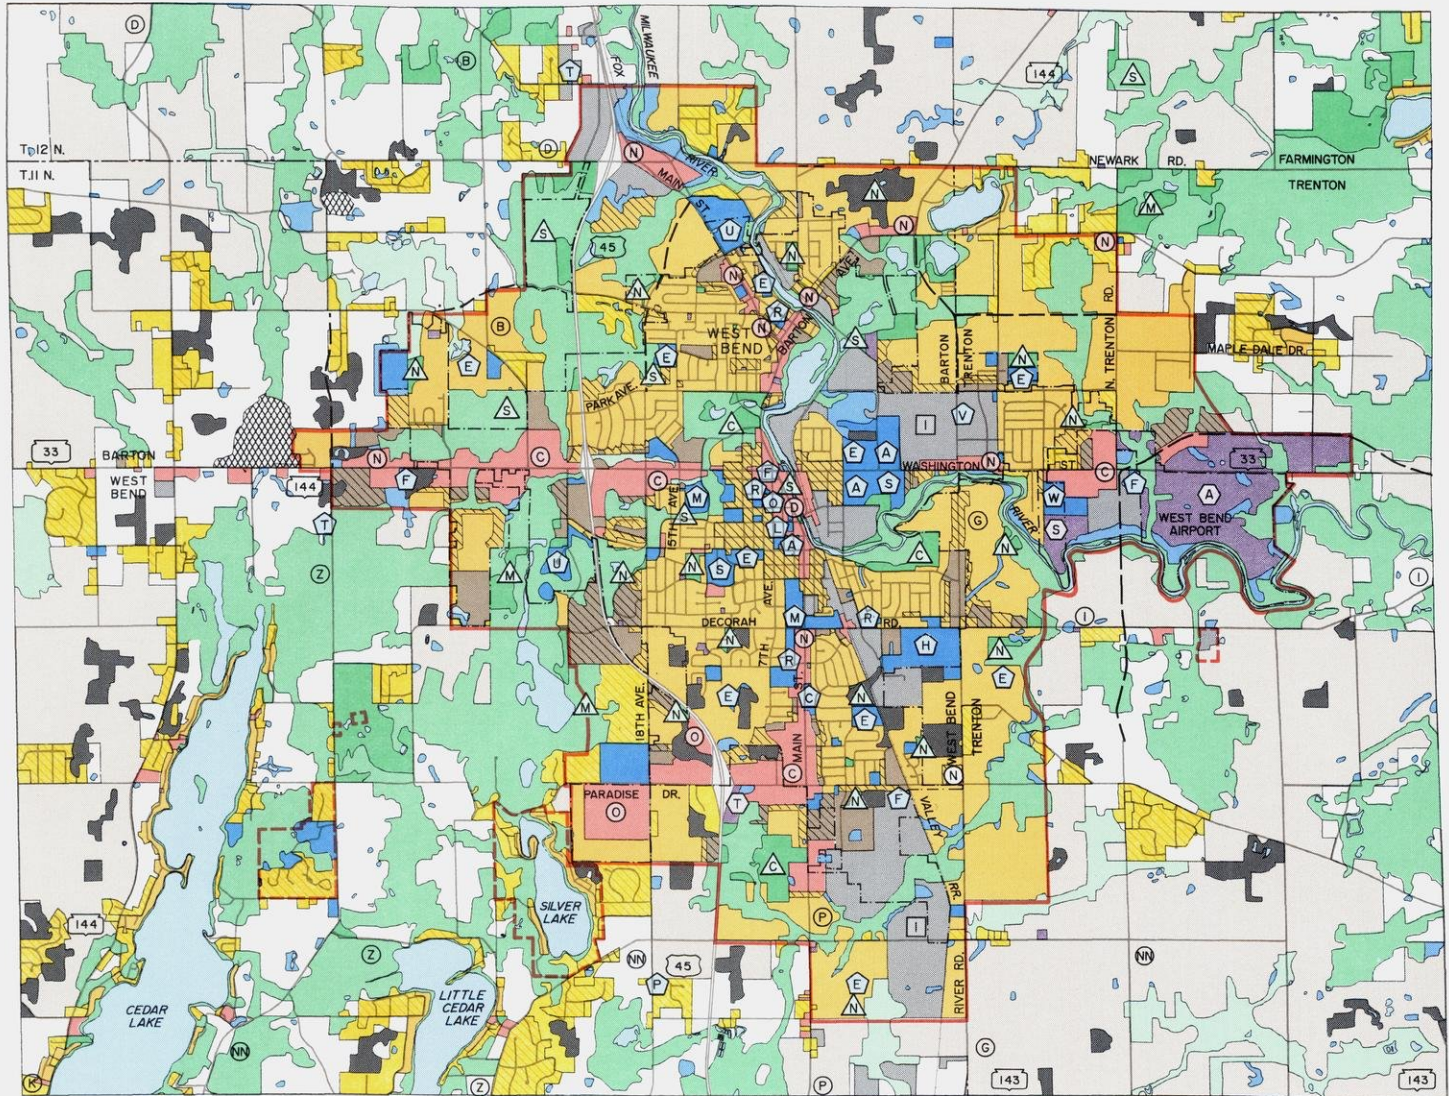 D
B
T
FOX
MILWAUKEE
144
S
T. 12 N.
D
N
RIVER
NEWARK RD.
FARMINGTON
T. 11 N.
MAIN
ST.
N
TRENTON
M
S
U
N
N
45
N
N
E
AVE.
N
N
RD.
R
B
WEST
BEND
N
BARTON
S
BARTON
TRENTON
N. TRENTON
MAPLE DALE DR.
N
E
E
S
N
E
PARK AVE.
S
C
N
I
V
33
BARTON
WEST
BEND
N
C
E
A
WASHINGTON
N
ST.
C
33
144
F
C
F
S
M
R
A
S
W
F
A
5TH AVE.
S
D
WEST BEND
AIRPORT
T
L
G
RIVER
S
A
C
N
Z
M
U
N
N
S
E
I
AVE.
DECORAH
M
R
RD.
I
N
N
H
7TH
R
N
E
18TH AVE.
ST.
M
N
E
C
N
E
WEST BEND
TRENTON
O
N
MAIN
C
N
PARADISE DR.
O
T
N
F
VALLEY
C
RR.
SILVER
LAKE
P
I
144
Z
NN
45
NN
P
E
N
RIVER RD.
CEDAR
LAKE
LITTLE
CEDAR
LAKE
NN
G
K
Z
P
143
143